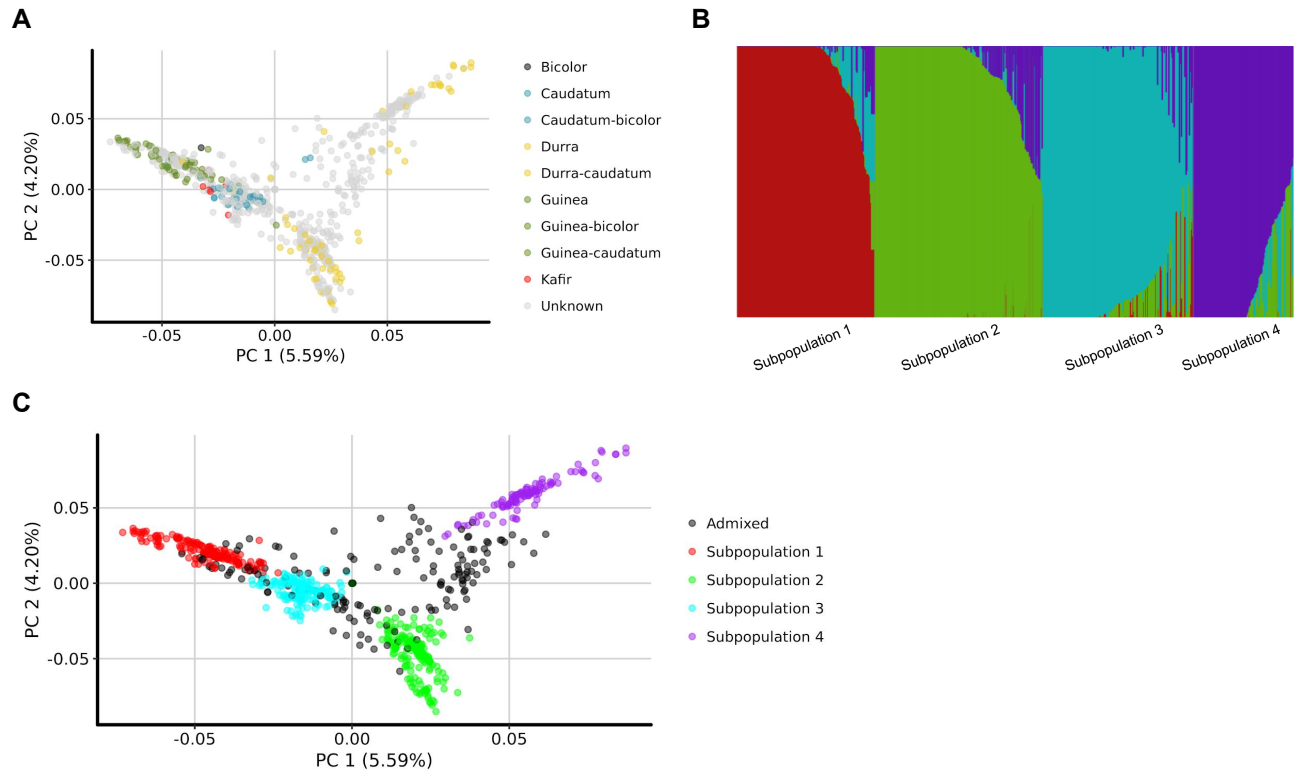 A
0.05
0.00
-0.05
PC 2 (4.20%)
-0.05
0.00
0.05
PC 1 (5.59%)
Bicolor
Caudatum
Caudatum-bicolor
Durra
Durra-caudatum
Guinea
Guinea-bicolor
Guinea-caudatum
Kafir
Unknown
B
Subpopulation 1
Subpopulation 2
Subpopulation 3
Subpopulation 4
C
0.05
0.00
-0.05
PC 2 (4.20%)
-0.05
0.00
0.05
PC 1 (5.59%)
Admixed
Subpopulation 1
Subpopulation 2
Subpopulation 3
Subpopulation 4